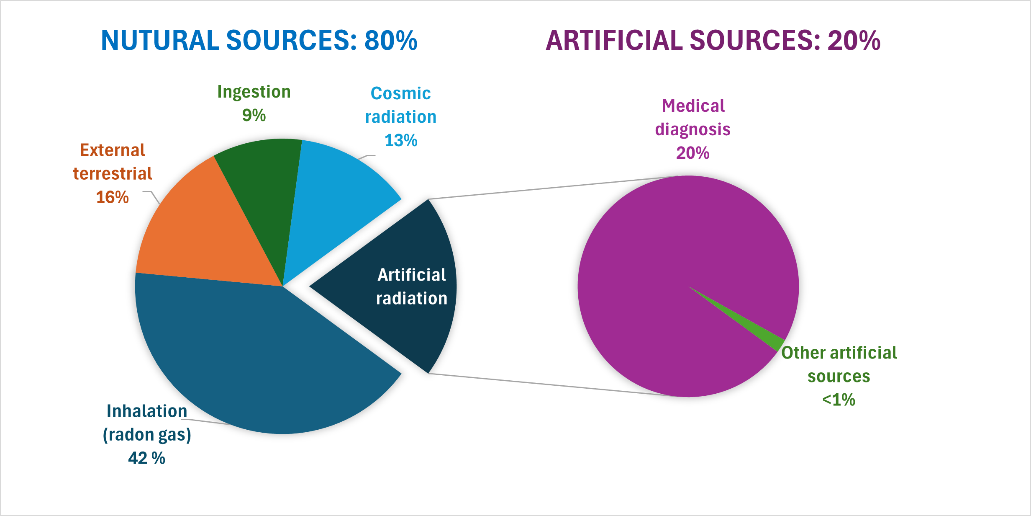 NUTURAL SOURCES: 80%
ARTIFICIAL SOURCES: 20%
Ingestion
9%
Cosmic
radiation
13%
External
terrestrial
16%
Artificial
radiation
Inhalation
(radon gas)
42 %
Medical
diagnosis
20%
Other artificial
sources
<1%